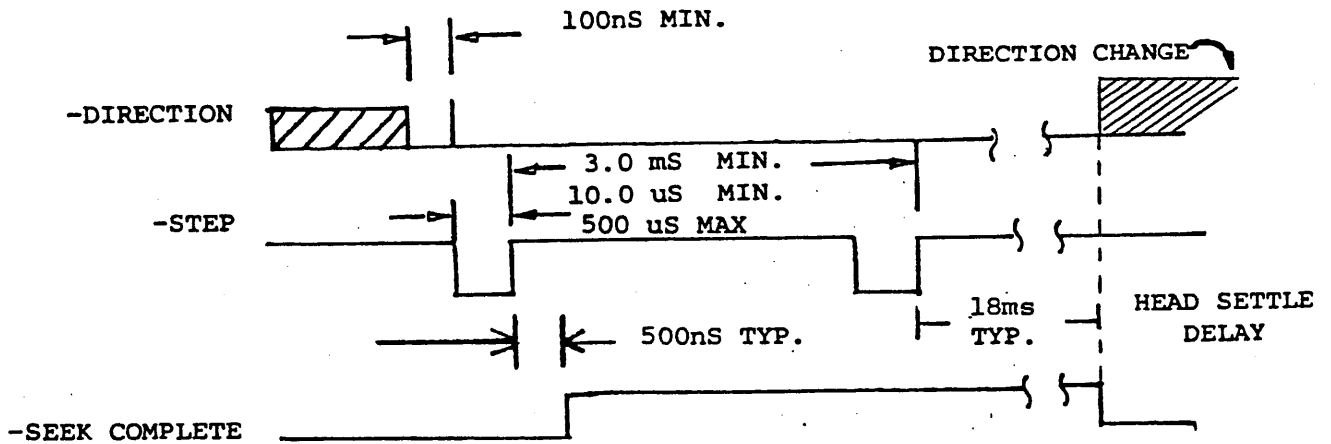 100nS MIN.
DIRECTION CHANGE
-DIRECTION
3.0 mS MIN.
10.0 uS MIN.
-STEP
500 uS MAX
18ms
TYP.
HEAD SETTLE
DELAY
500nS TYP.
-SEEK COMPLETE